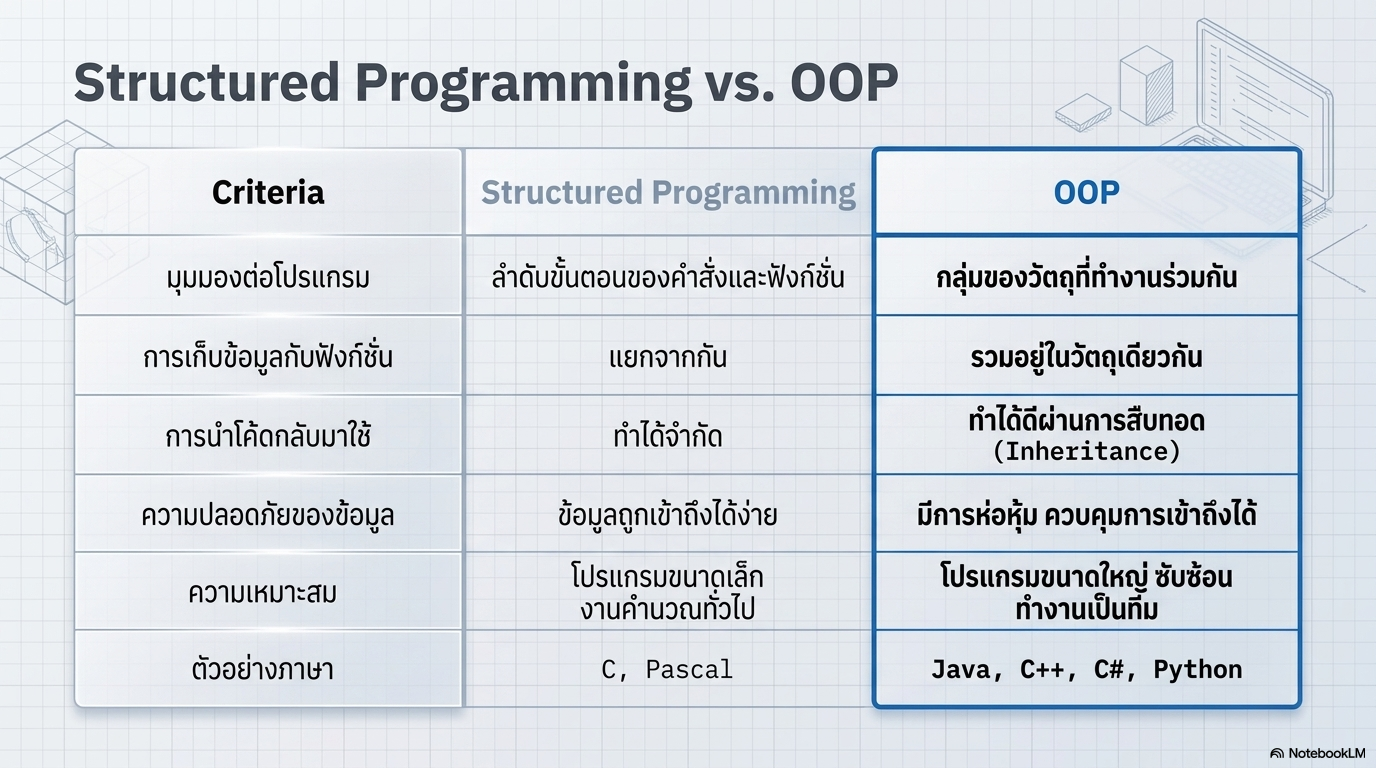 Structured Programming vs. OOP
Criteria
Structured Programming
OOP
มุมมองต่อโปรแกรม
ลำดับขั้นตอนของคำสั่งและฟังก์ชั่น
กลุ่มของวัตถุที่ทำงานร่วมกัน
การเก็บข้อมูลกับฟังก์ชั่น
แยกจากกัน
รวมอยู่ในวัตถุเดียวกัน
การนำโค้ดกลับมาใช้
ทำได้จำกัด
ทำได้ดีผ่านการสืบทอด
(Inheritance)
ความปลอดภัยของข้อมูล
ข้อมูลถูกเข้าถึงได้ง่าย
มีการห่อหุ้ม ควบคุมการเข้าถึงได้
ความเหมาะสม
โปรแกรมขนาดเล็ก
งานคำนวณทั่วไป
โปรแกรมขนาดใหญ่ ซับซ้อน
ทำงานเป็นทีม
ตัวอย่างภาษา
C, Pascal
Java, C++, C#, Python
NotebookLM